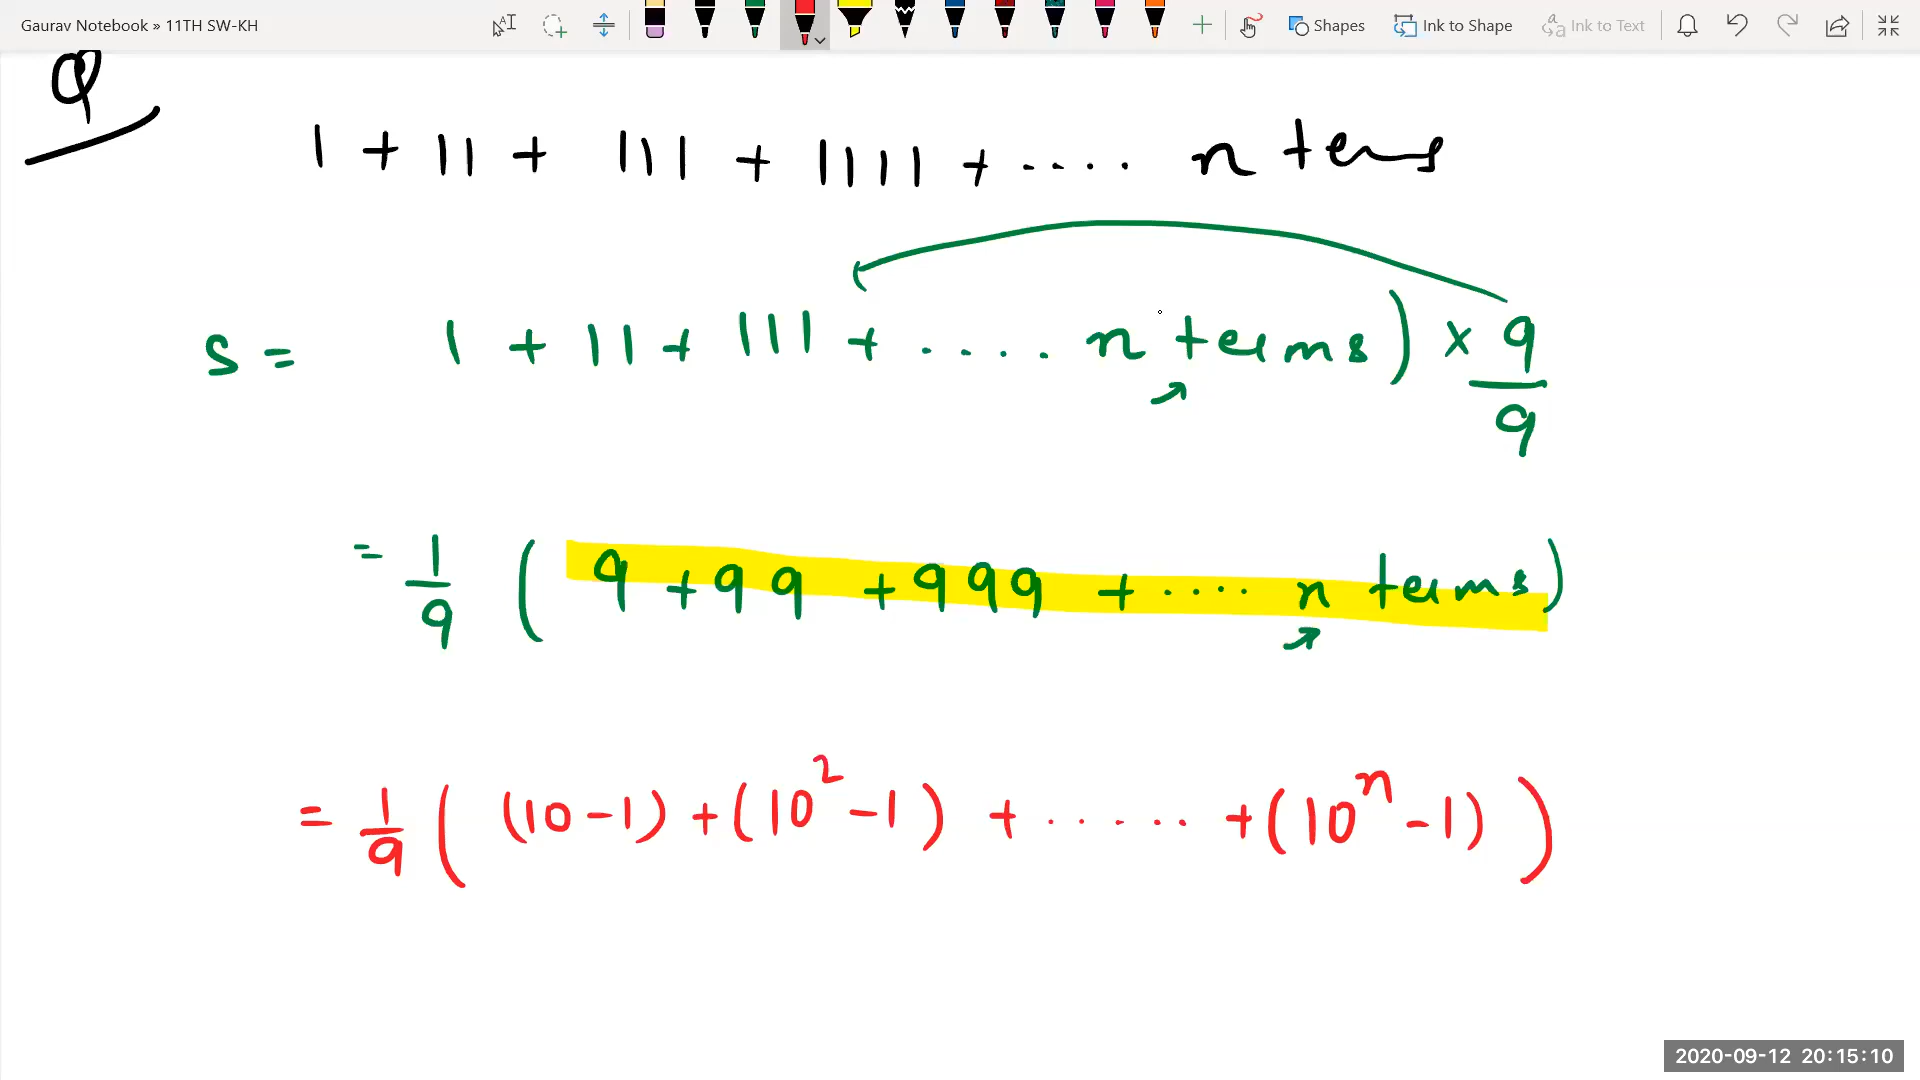 Gaurav Notebook » 11TH SW-KH
Shapes
Ink to Shape
Ink to Text
Q
1 + 11 + 111 + 1111 + .... n terms
S = 1 + 11 + 111 + .... n terms) × 9/9
= 1/9 ( 9 + 99 + 999 + .... n terms)
= 1/9 ( (10-1) + (10² -1) + ..... + (10ⁿ -1) )
2020-09-12 20:15:10